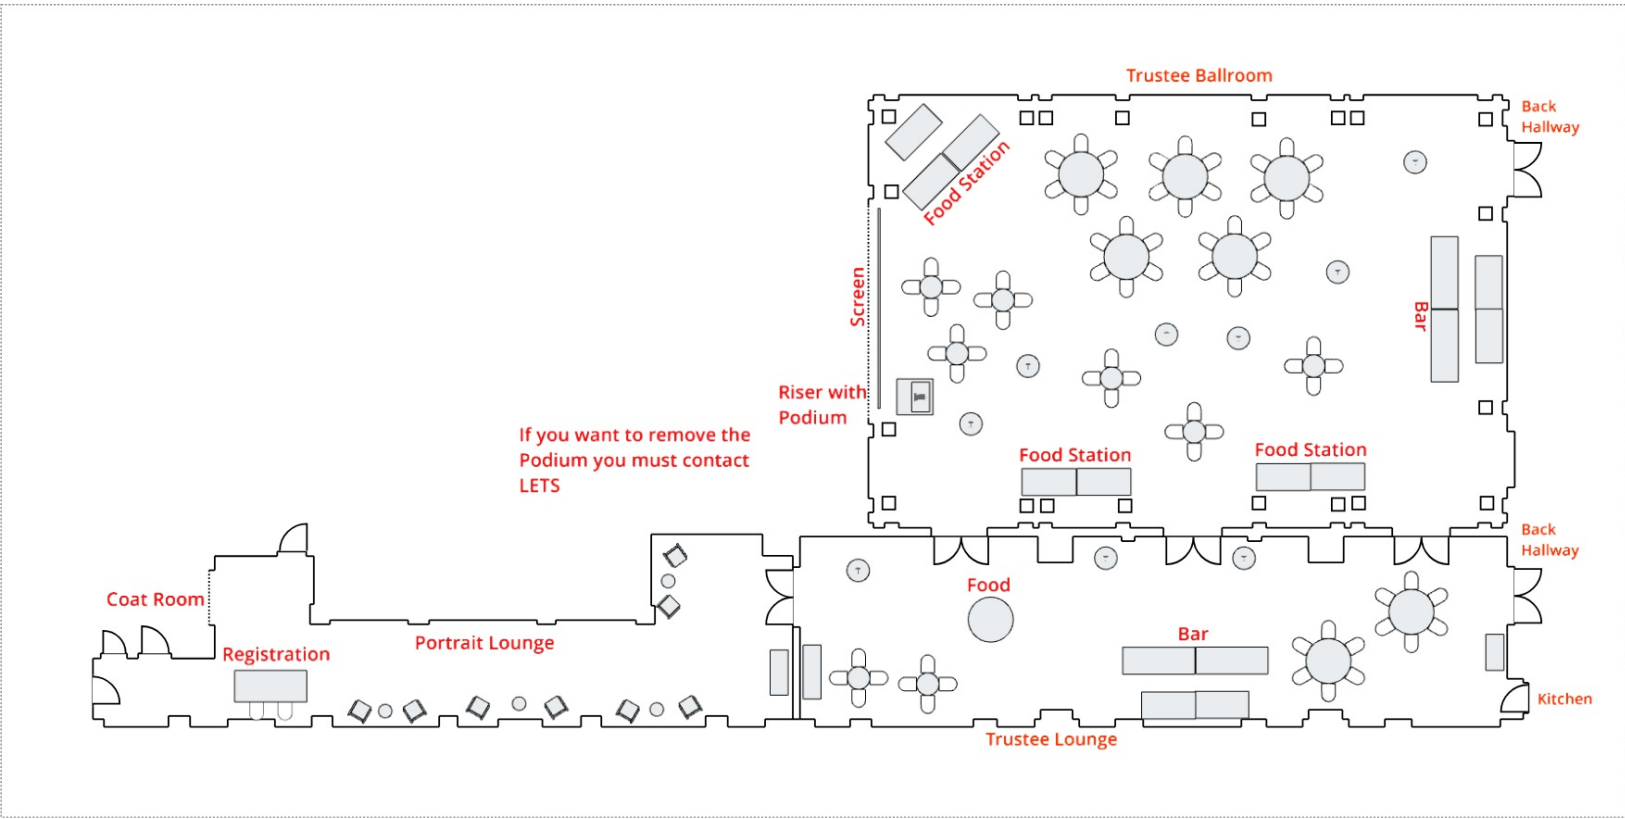 Trustee Ballroom
Back
Hallway
Food Station
Screen
Bar
Riser with
Podium
If you want to remove the
Podium you must contact
LETS
Food Station
Food Station
Back
Hallway
Coat Room
Food
Registration
Portrait Lounge
Bar
Kitchen
Trustee Lounge